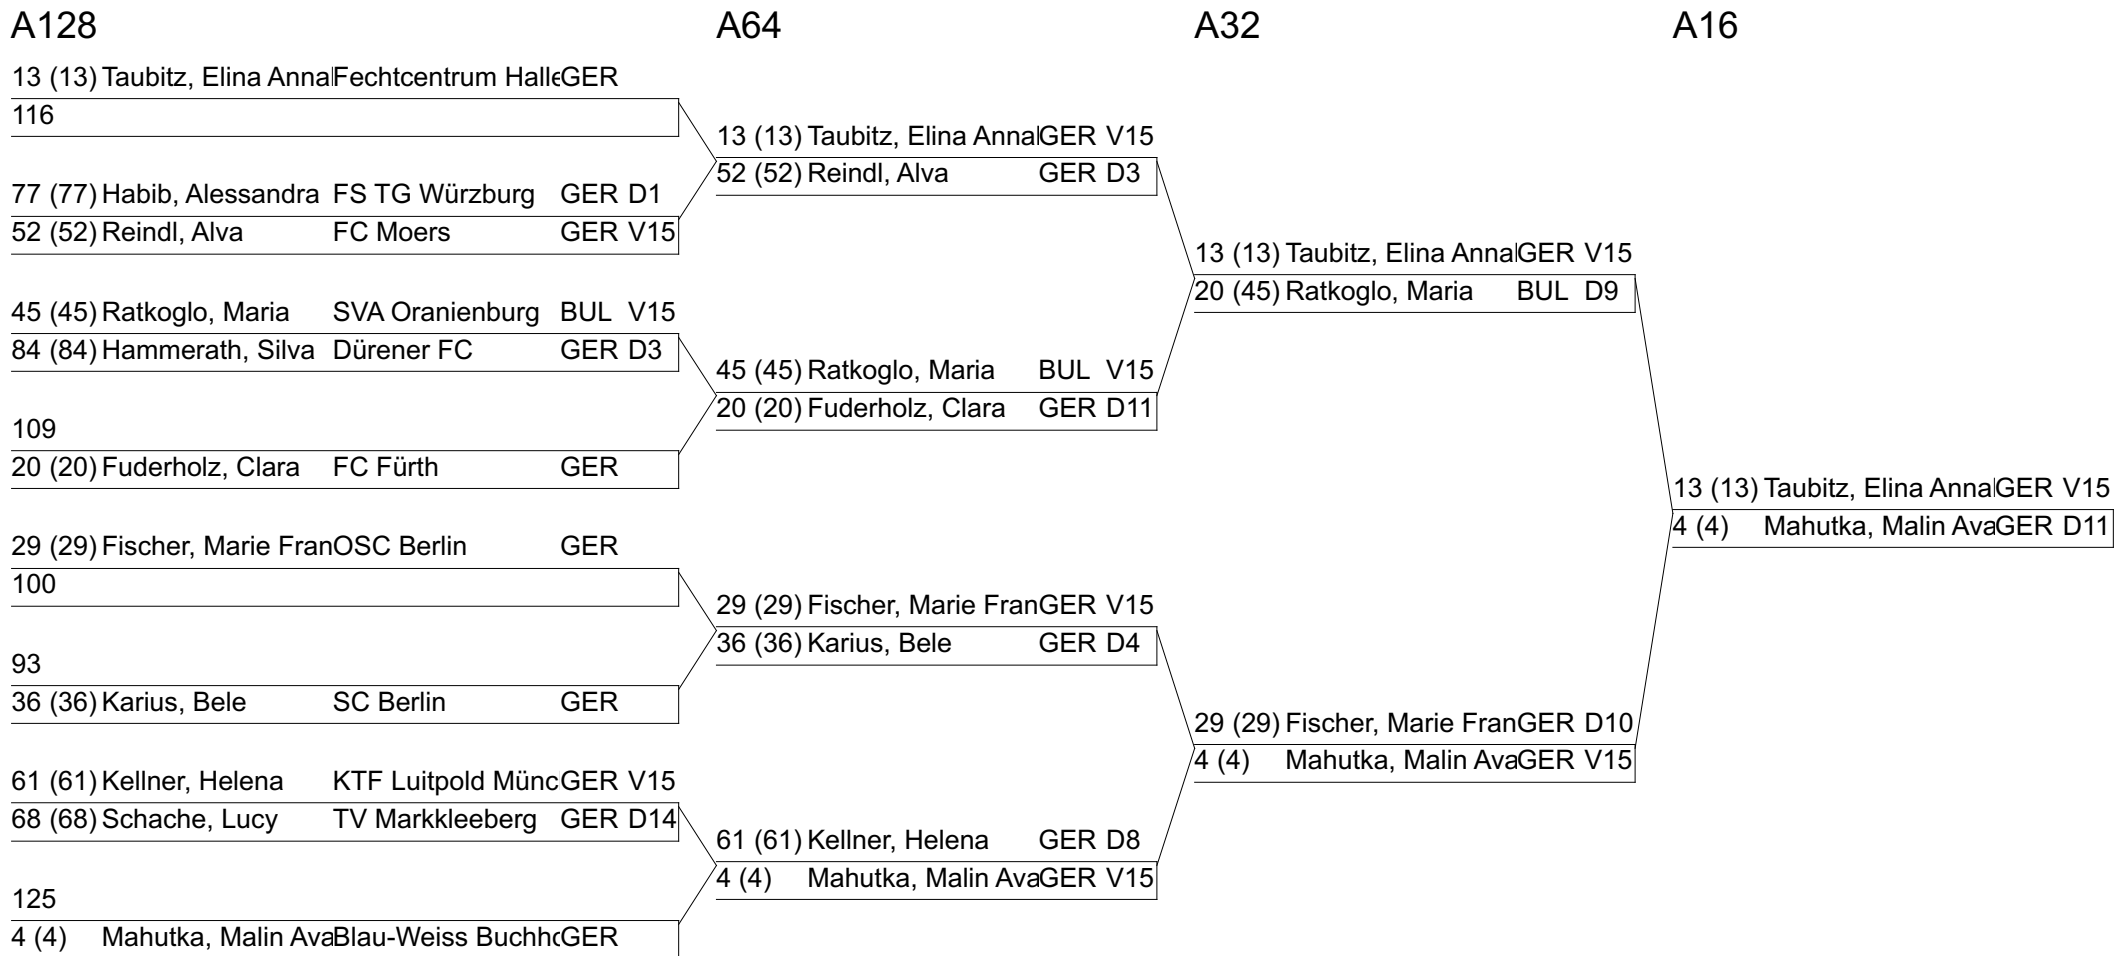 A128 A64 A32 A16
13 (13) Taubitz, Elina Annal Fechtcentrum Halle GER
116
13 (13) Taubitz, Elina Annal GER V15
52 (52) Reindl, Alva GER D3
77 (77) Habib, Alessandra FS TG Würzburg GER D1
52 (52) Reindl, Alva FC Moers GER V15
13 (13) Taubitz, Elina Annal GER V15
20 (45) Ratkoglo, Maria BUL D9
45 (45) Ratkoglo, Maria SVA Oranienburg BUL V15
84 (84) Hammerath, Silva Dürener FC GER D3
45 (45) Ratkoglo, Maria BUL V15
20 (20) Fuderholz, Clara GER D11
109
20 (20) Fuderholz, Clara FC Fürth GER
13 (13) Taubitz, Elina Annal GER V15
4 (4) Mahutka, Malin Ava GER D11
29 (29) Fischer, Marie Fran OSC Berlin GER
100
29 (29) Fischer, Marie Fran GER V15
36 (36) Karius, Bele GER D4
93
36 (36) Karius, Bele SC Berlin GER
29 (29) Fischer, Marie Fran GER D10
4 (4) Mahutka, Malin Ava GER V15
61 (61) Kellner, Helena KTF Luitpold Münc GER V15
68 (68) Schache, Lucy TV Markkleeberg GER D14
61 (61) Kellner, Helena GER D8
4 (4) Mahutka, Malin Ava GER V15
125
4 (4) Mahutka, Malin Ava Blau-Weiss Buchho GER